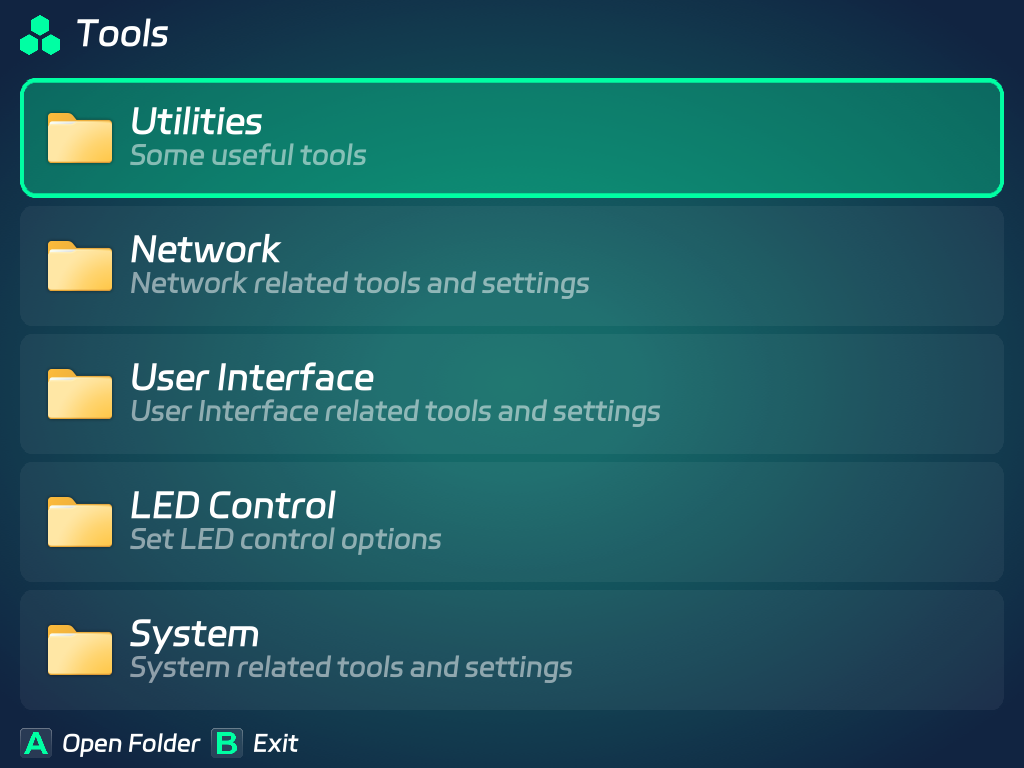 Tools
Utilities
Some useful tools
Network
Network related tools and settings
User Interface
User Interface related tools and settings
LED Control
Set LED control options
System
System related tools and settings
A Open Folder B Exit